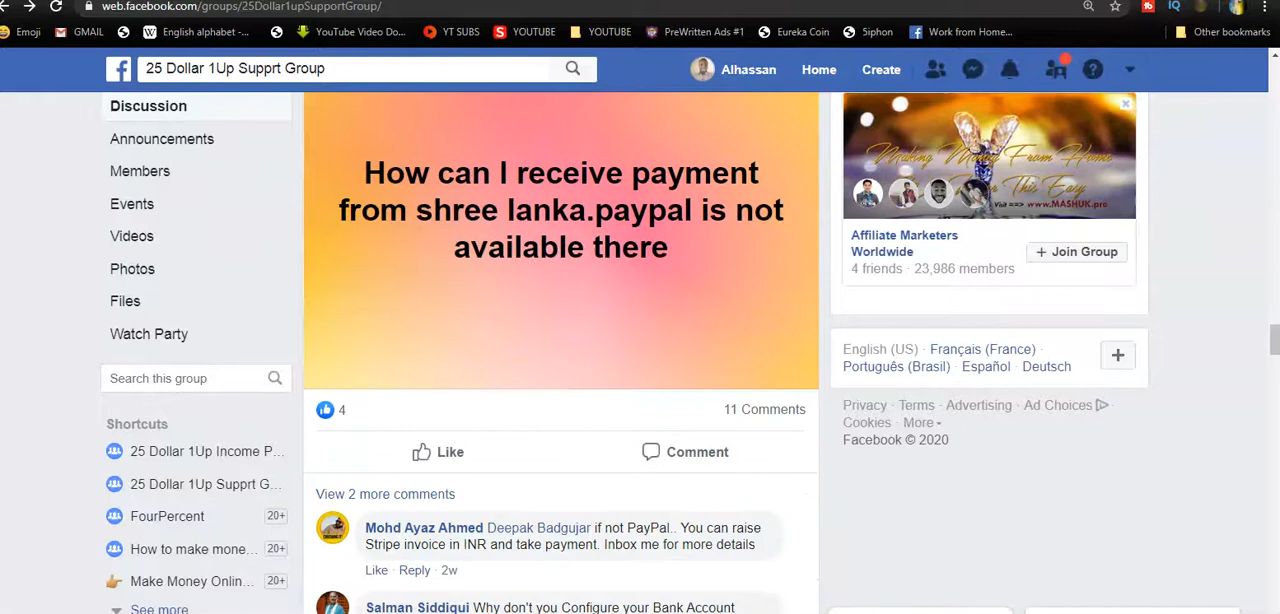 web.facebook.com/groups/25Dollar1upSupportGroup/
Emoji
GMAIL
English alphabet -...
YouTube Video Do...
YT SUBS
YOUTUBE
YOUTUBE
PreWritten Ads #1
Eureka Coin
5iphon
Work from Home...
Other bookmarks
25 Dollar 1Up Supprt Group
Alhassan
Home
Create
Discussion
Announcements
Members
Events
Videos
Photos
Files
Watch Party
Search this group
Shortcuts
25 Dollar 1Up Income P...
25 Dollar 1Up Supprt G...
FourPercent
20+
How to make mone...
20+
Make Money Onlin...
20+
See more
How can I receive payment
from shree lanka.paypal is not
available there
4
11 Comments
Like
Comment
View 2 more comments
Mohd Ayaz Ahmed Deepak Badgujar if not PayPal.. You can raise
Stripe invoice in INR and take payment. Inbox me for more details
Like · Reply · 2w
Salman Siddiqui Why don't you Configure your Bank Account
Making Money From Home
This Easy
Visit ==> www.MASHUK.pro
Affiliate Marketers
Worldwide
4 friends · 23,986 members
+ Join Group
English (US) · Français (France) ·
Português (Brasil) · Español · Deutsch
Privacy · Terms · Advertising · Ad Choices ·
Cookies · More
Facebook © 2020